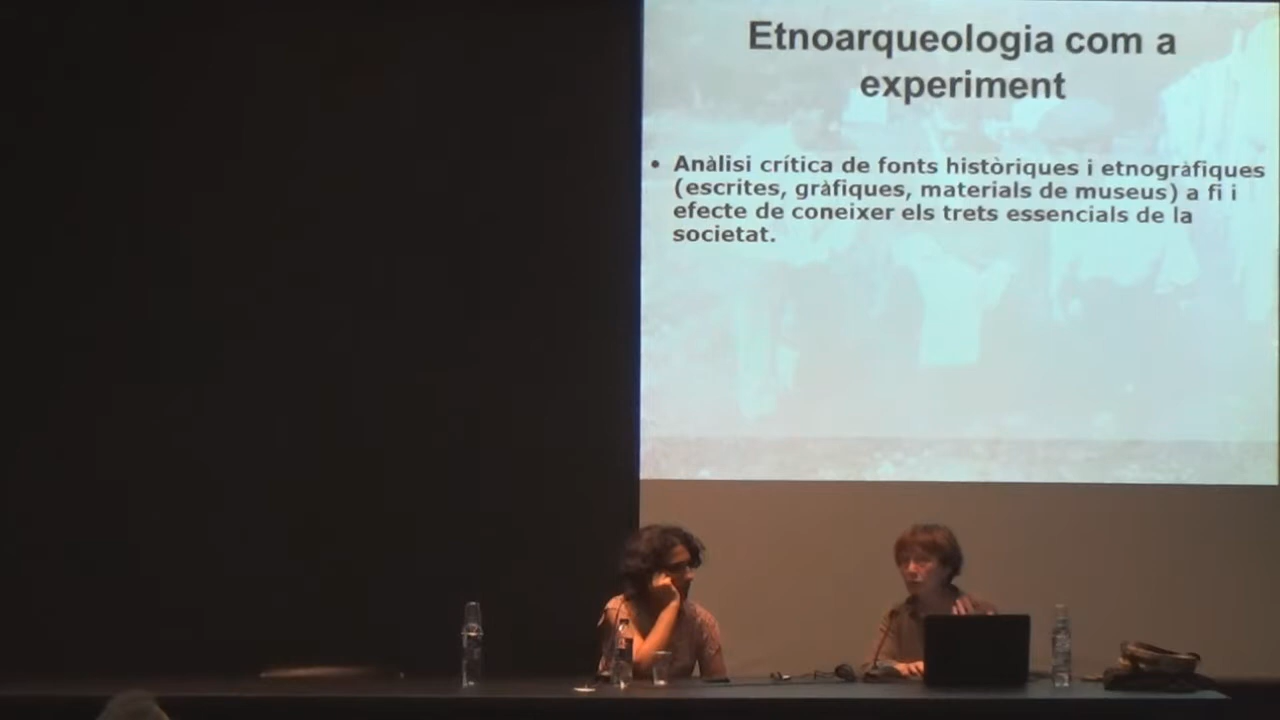 Etnoarqueologia com a
experiment
• Anàlisi crítica de fonts històriques i etnogràfiques
(escrites, gràfiques, materials de museus) a fi i
efecte de coneixer els trets essencials de la
societat.